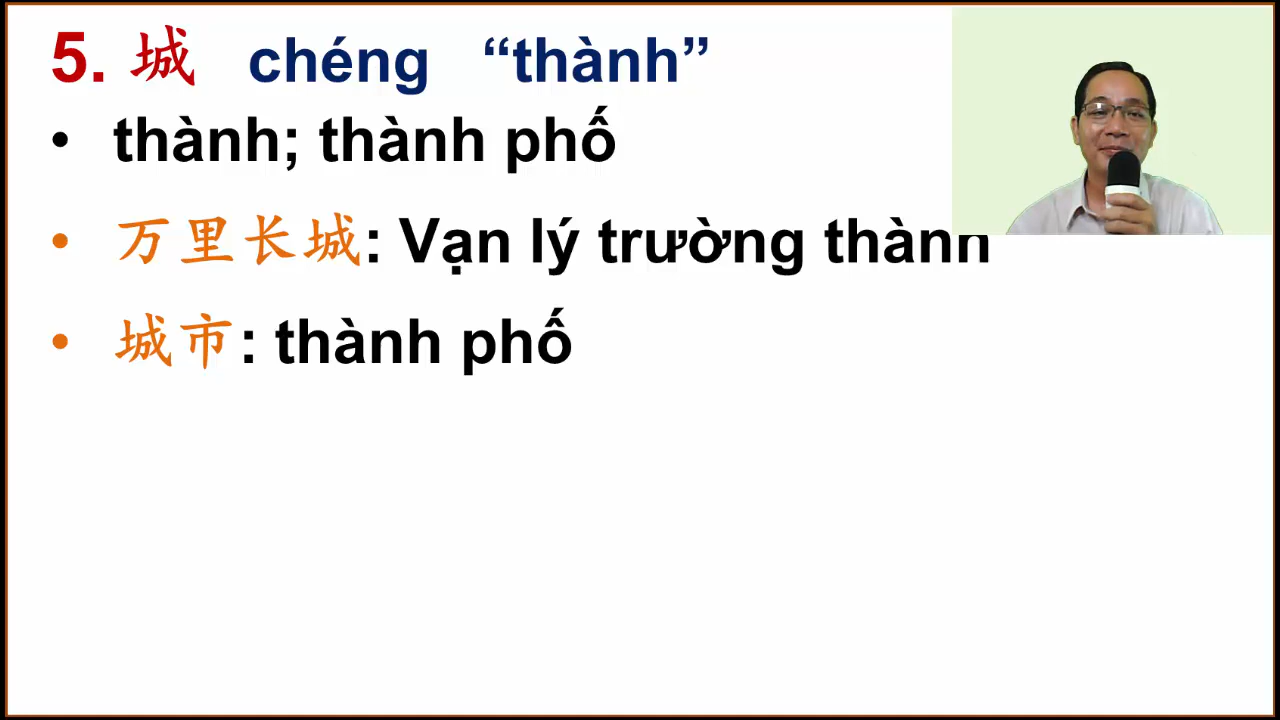 5. 城 chéng “thành”
• thành; thành phố
• 万里长城: Vạn lý trường thành
• 城市: thành phố